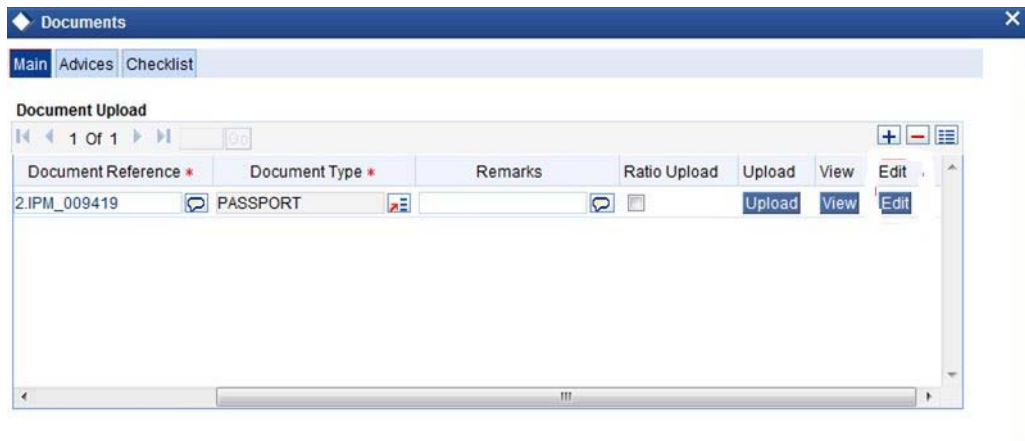 Documents
Main Advices Checklist
Document Upload
1 Of 1 Go
Document Reference * Document Type * Remarks Ratio Upload Upload View Edit
2.IPM_009419 PASSPORT Upload View Edit